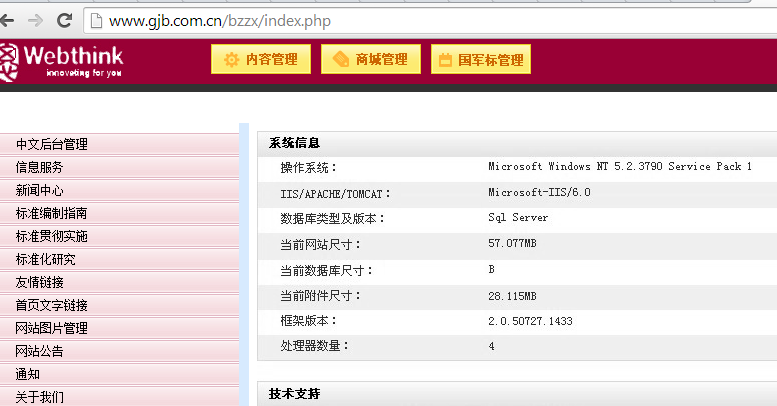 www.gjb.com.cn/bzzx/index.php
Webthink
innoveting for you
内容管理 商城管理 国军标管理
中文后台管理
信息服务
新闻中心
标准编制指南
标准贯彻实施
标准化研究
友情链接
首页文字链接
网站图片管理
网站公告
通知
关于我们
系统信息
操作系统： Microsoft Windows NT 5.2.3790 Service Pack 1
IIS/APACHE/TOMCAT： Microsoft-IIS/6.0
数据库类型及版本： Sql Server
当前网站尺寸： 57.077MB
当前数据库尺寸： B
当前附件尺寸： 28.115MB
框架版本： 2.0.50727.1433
处理器数量： 4
技术支持